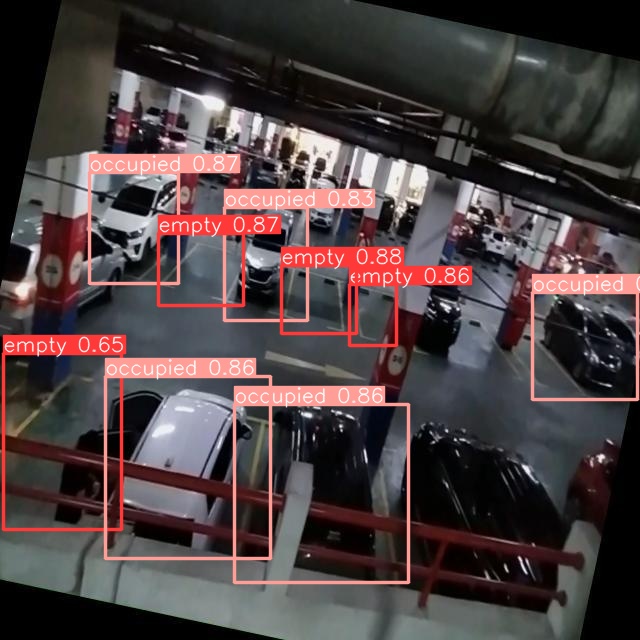 occupied 0.87
occupied 0.83
empty 0.87
empty 0.88
empty 0.86
occupied 0
empty 0.65
occupied 0.86
occupied 0.86